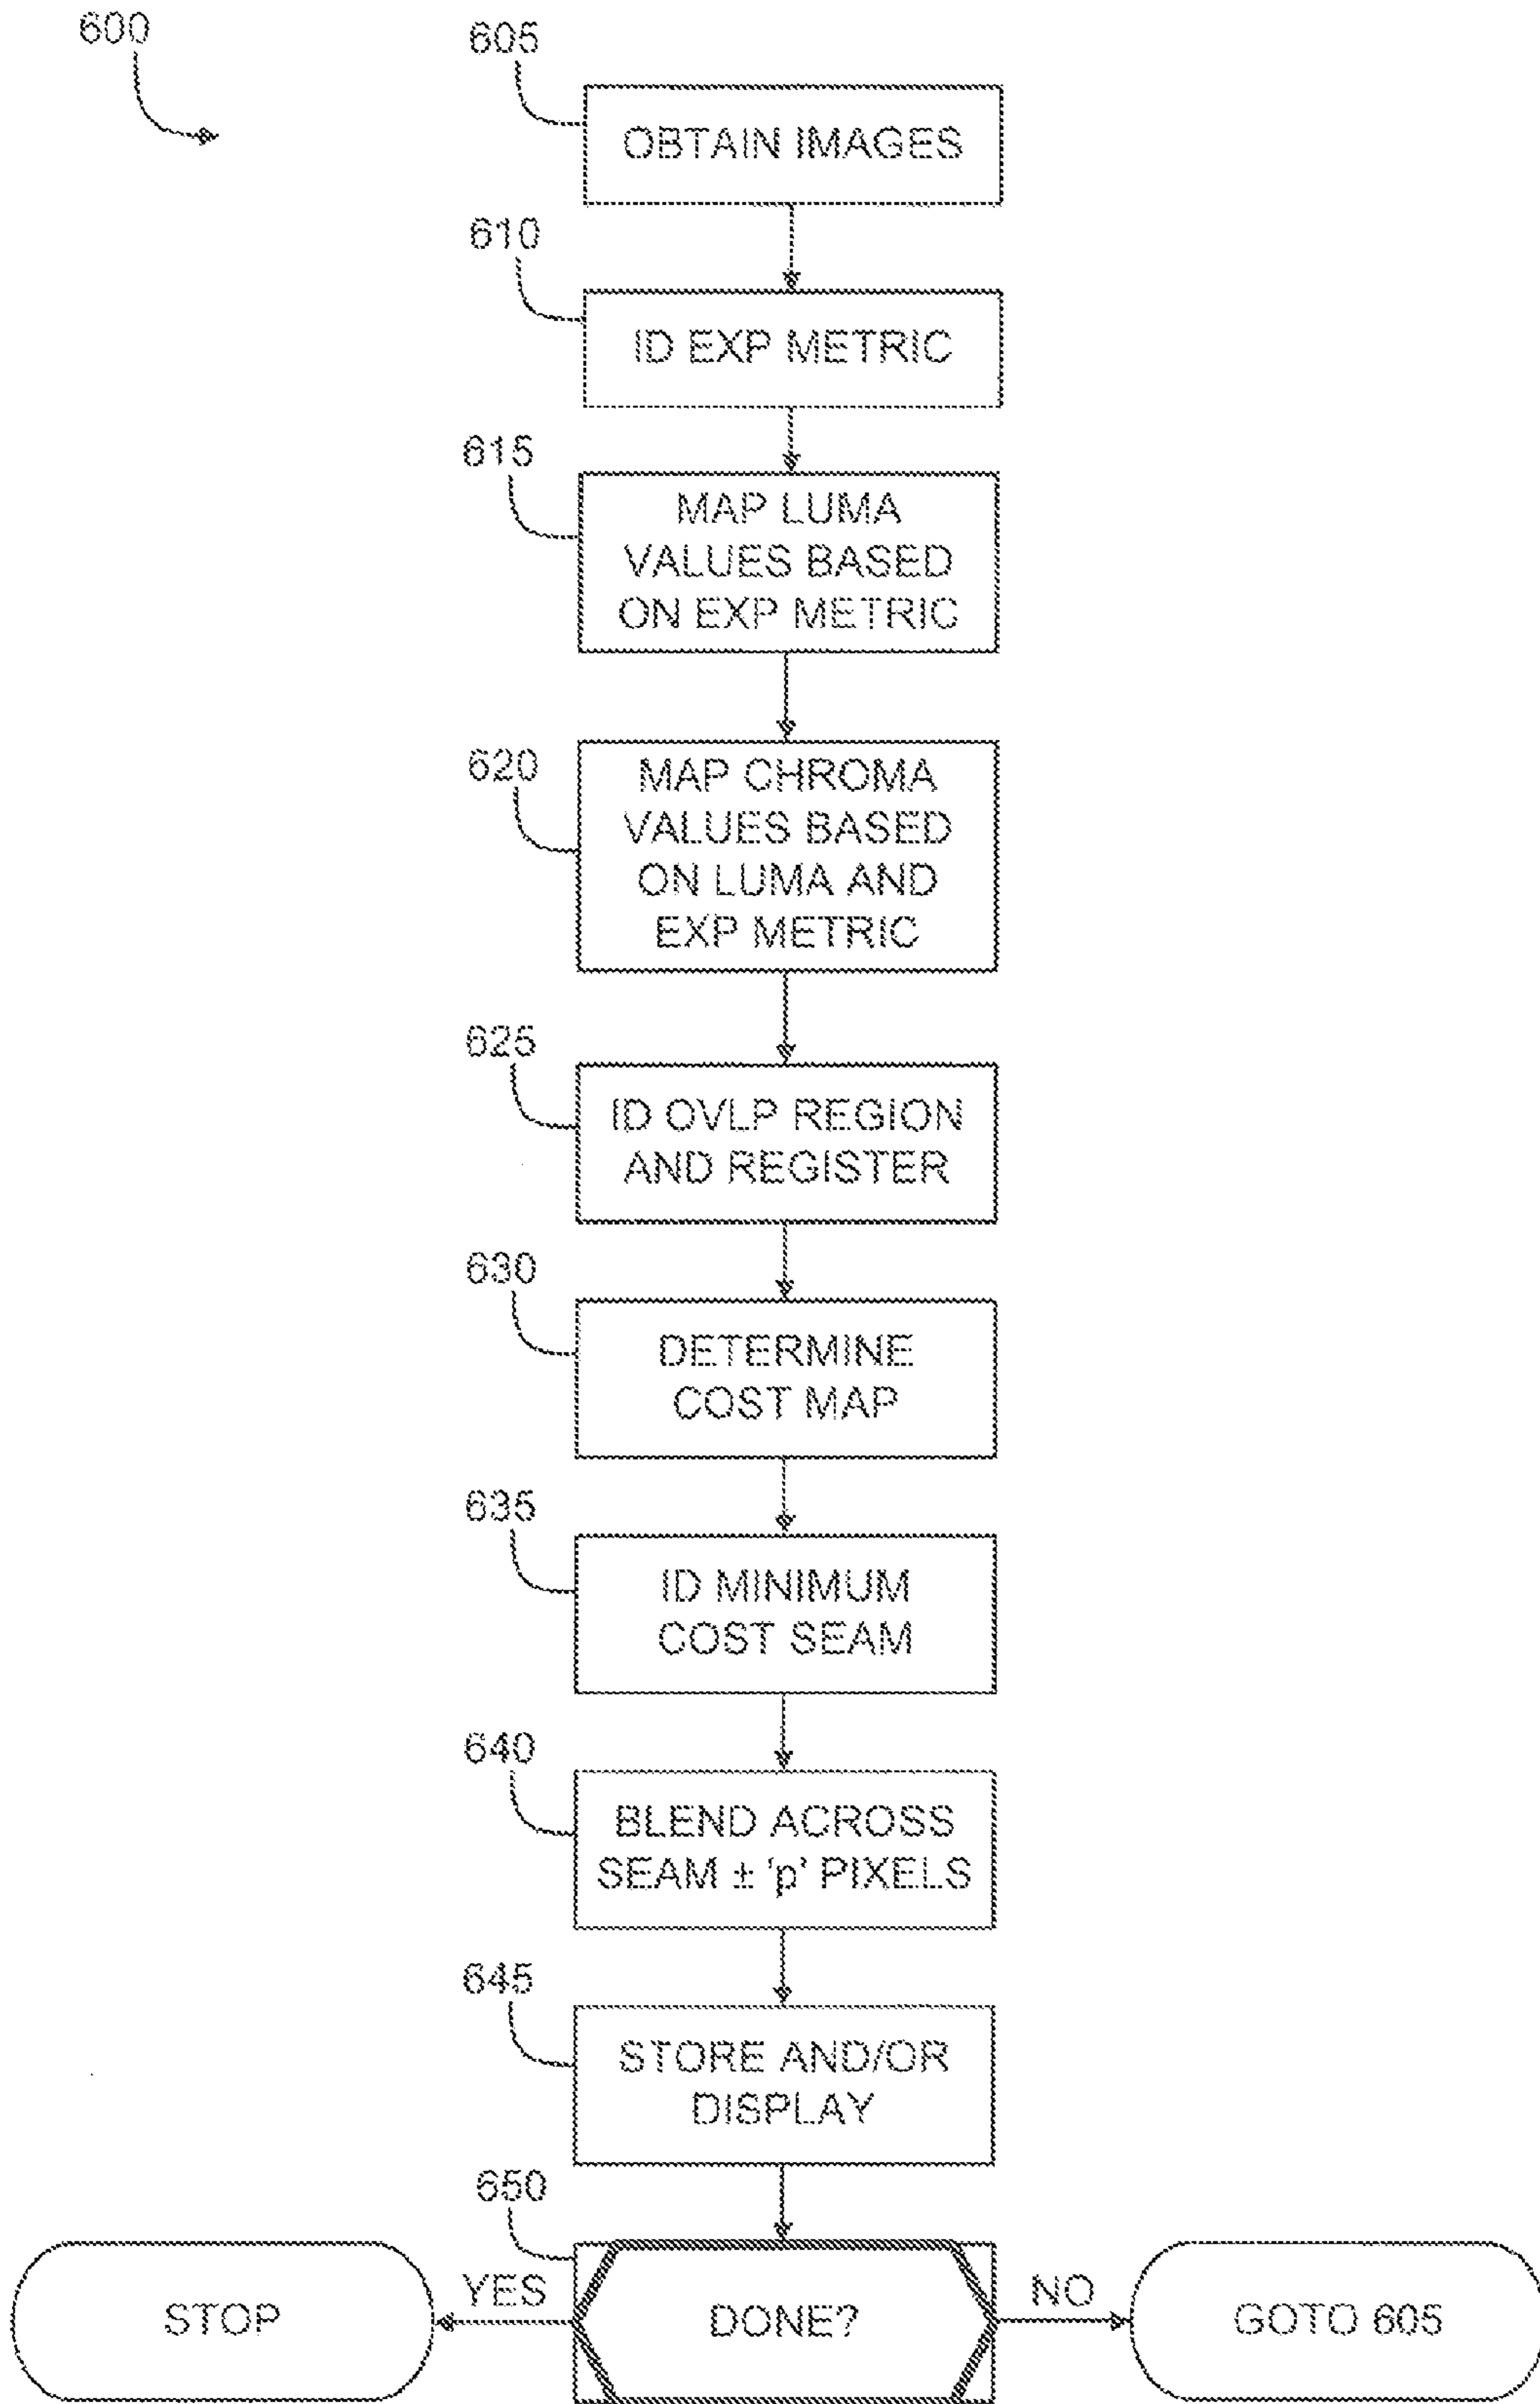 600
605
OBTAIN IMAGES
610
ID EXP METRIC
615
MAP LUMA
VALUES BASED
ON EXP METRIC
620
MAP CHROMA
VALUES BASED
ON LUMA AND
EXP METRIC
625
ID OVLP REGION
AND REGISTER
630
DETERMINE
COST MAP
635
ID MINIMUM
COST SEAM
640
BLEND ACROSS
SEAM ± 'p' PIXELS
645
STORE AND/OR
DISPLAY
650
STOP
YES
DONE?
NO
GOTO 605